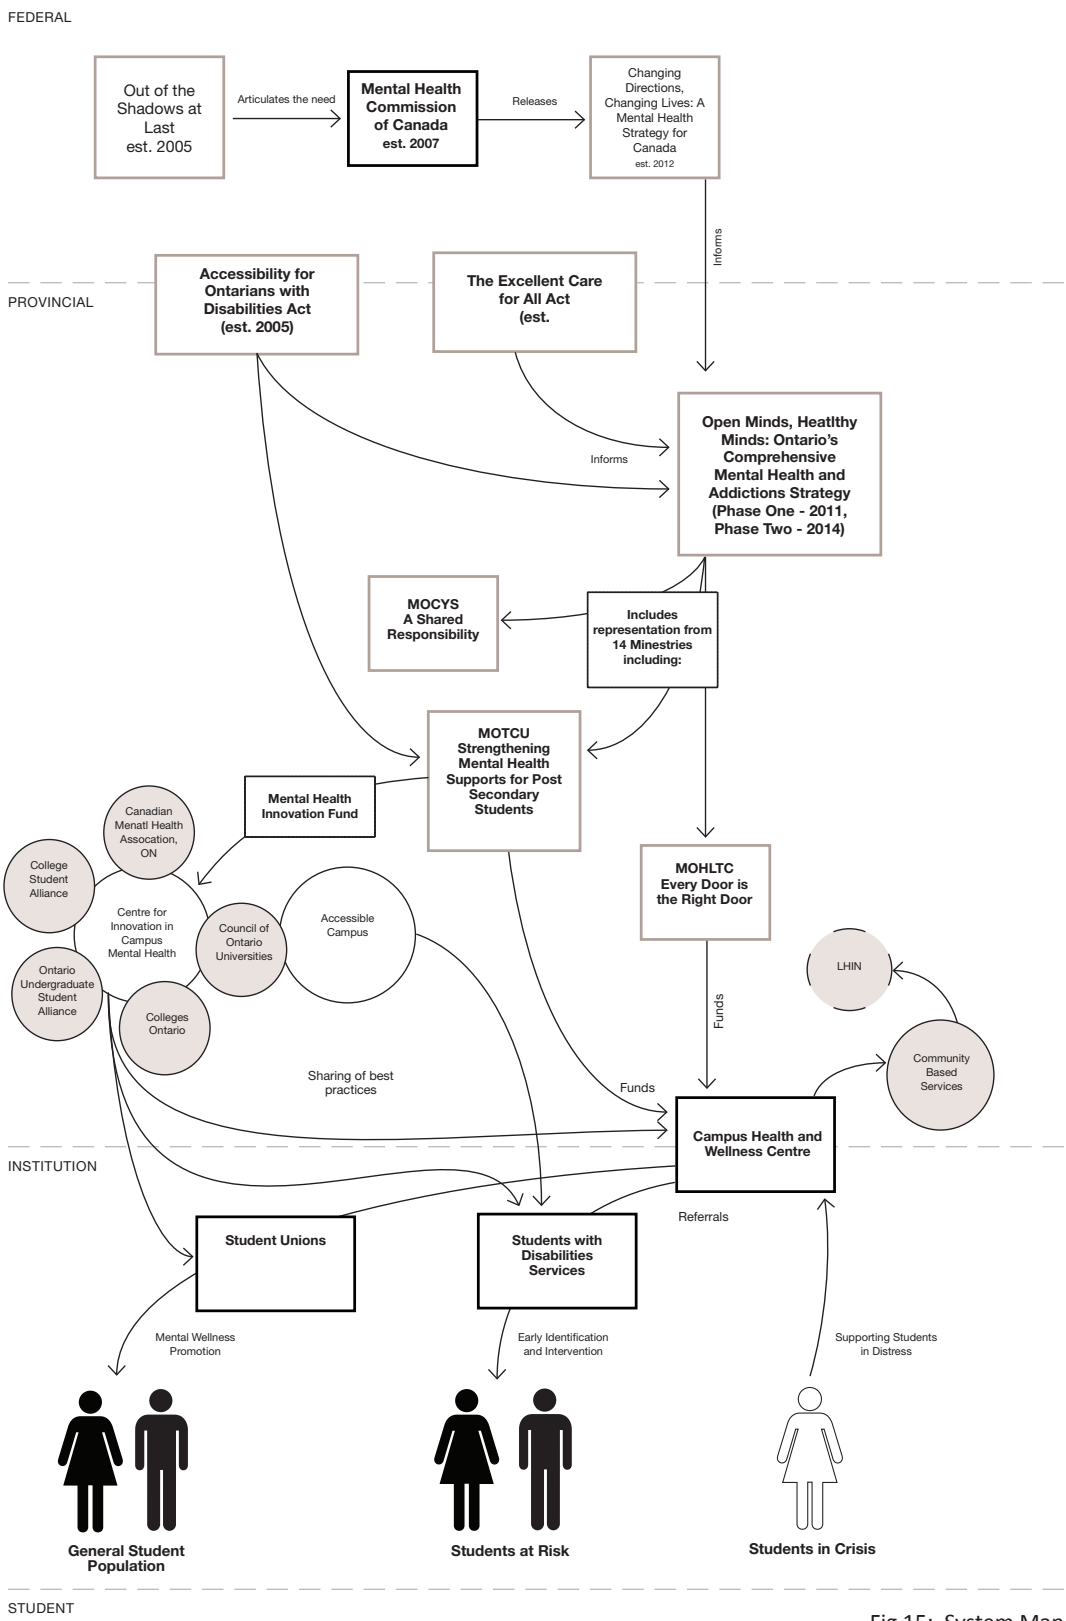 FEDERAL
Out of the
Shadows at
Last
est. 2005
Articulates the need
Mental Health
Commission
of Canada
est. 2007
Releases
Changing
Directions,
Changing Lives: A
Mental Health
Strategy for
Canada
est. 2012
Informs
PROVINCIAL
Accessibility for
Ontarians with
Disabilities Act
(est. 2005)
The Excellent Care
for All Act
(est.
Informs
Open Minds, Heatlthy
Minds: Ontario's
Comprehensive
Mental Health and
Addictions Strategy
(Phase One - 2011,
Phase Two - 2014)
MOCYS
A Shared
Responsibility
Includes
representation from
14 Minestries
including:
MOTCU
Strengthening
Mental Health
Supports for Post
Secondary
Students
Mental Health
Innovation Fund
Canadian
Menatl Health
Assocation,
ON
College
Student
Alliance
Centre for
Innovation in
Campus
Mental Health
Council of
Ontario
Universities
Accessible
Campus
Ontario
Undergraduate
Student
Alliance
Colleges
Ontario
MOHLTC
Every Door is
the Right Door
LHIN
Community
Based
Services
Funds
Sharing of best
practices
Funds
Campus Health and
Wellness Centre
INSTITUTION
Referrals
Student Unions
Students with
Disabilities
Services
Mental Wellness
Promotion
Early Identification
and Intervention
Supporting Students
in Distress
General Student
Population
Students at Risk
Students in Crisis
STUDENT
Fig 15: System Map